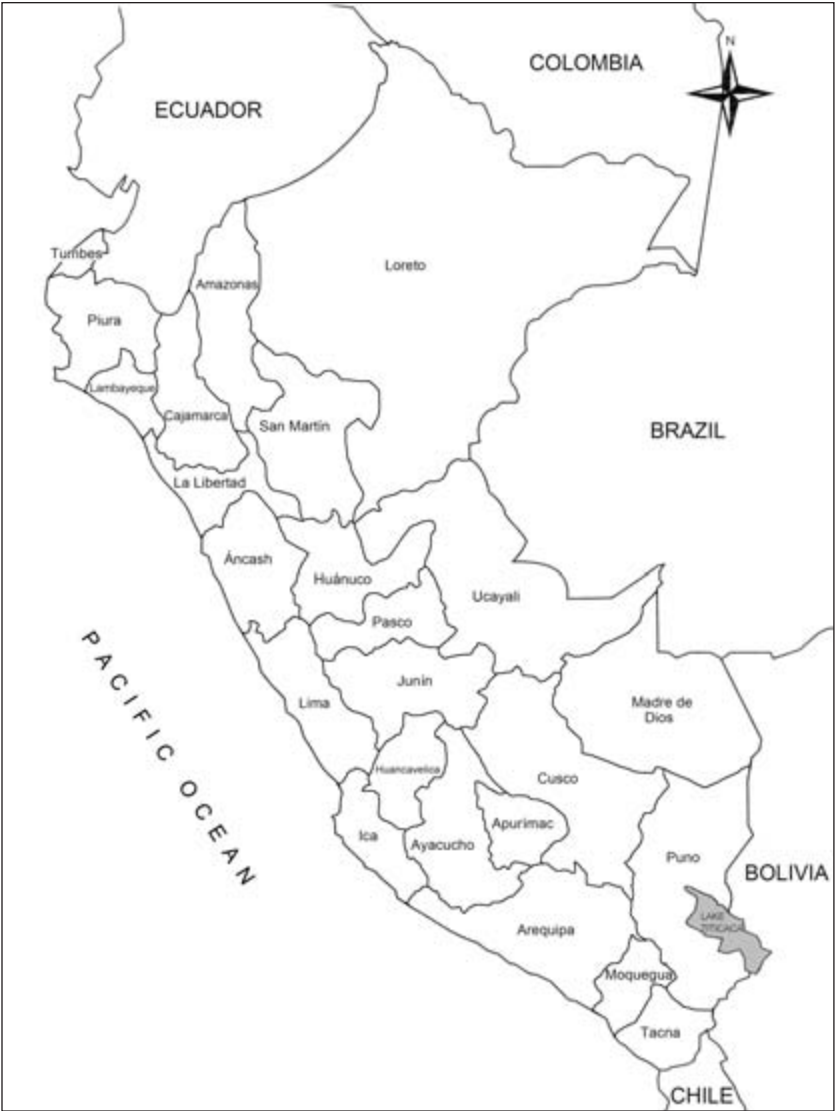 N
COLOMBIA
ECUADOR
Tumbes
Loreto
Amazonas
Piura
Lambayeque
Cajamarca
San Martín
BRAZIL
La Libertad
Áncash
Huánuco
Ucayali
Pasco
PACIFIC OCEAN
Junín
Lima
Madre de
Dios
Huancavelica
Cusco
Ica
Ayacucho
Apurímac
Puno
BOLIVIA
LAKE
TITICACA
Arequipa
Moquegua
Tacna
CHILE